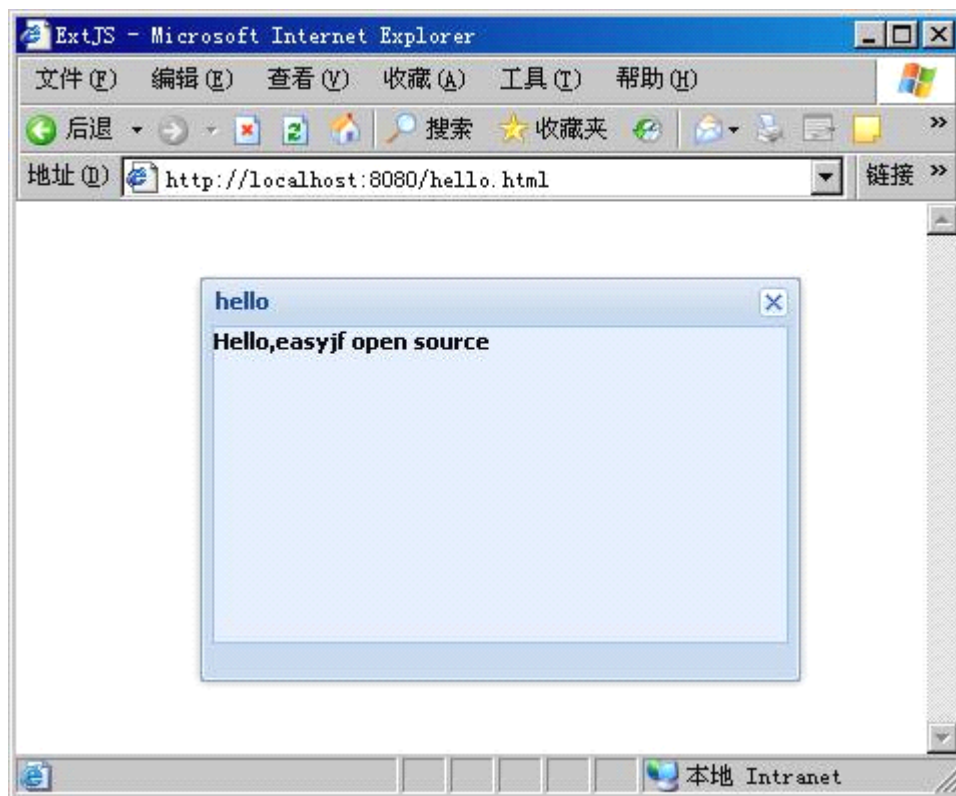 ExtJS - Microsoft Internet Explorer
文件(F) 编辑(E) 查看(V) 收藏(A) 工具(T) 帮助(H)
后退 搜索 收藏夹 »
地址(D) http://localhost:8080/hello.html 链接 »
hello
Hello,easyjf open source
本地 Intranet